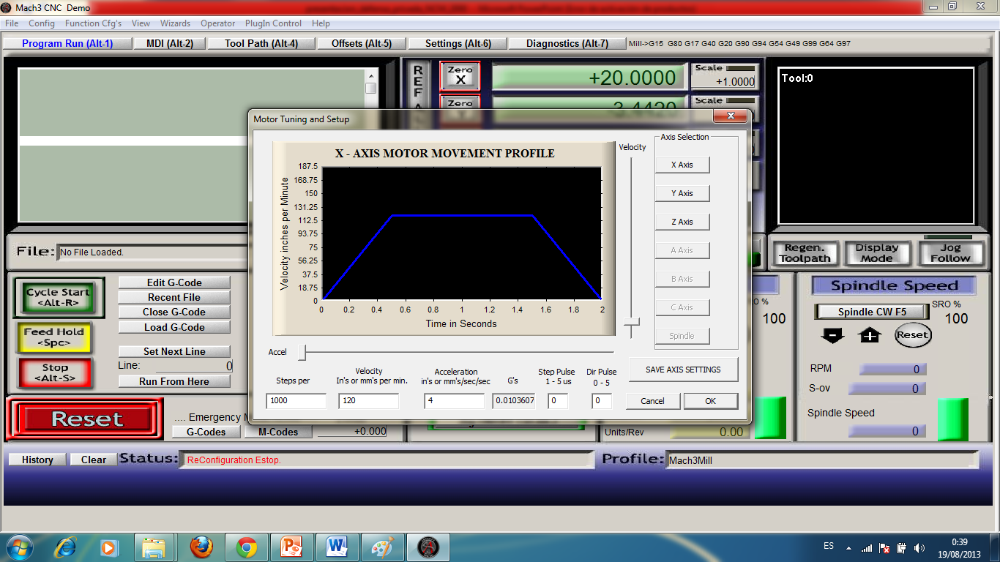 Mach3 CNC Demo
File Config Function Cfg's View Wizards Operator PlugIn Control Help
Program Run (Alt-1) MDI (Alt-2) Tool Path (Alt-4) Offsets (Alt-5) Settings (Alt-6) Diagnostics (Alt-7) Mill->G15 G80 G17 G40 G20 G90 G94 G54 G49 G99 G64 G97
REF A
Zero X +20.0000 Scale +1.0000
Zero Scale
Tool:0
Motor Tuning and Setup
X - AXIS MOTOR MOVEMENT PROFILE
Velocity inches per Minute
187.5
168.75
150
131.25
112.5
93.75
75
56.25
37.5
18.75
0
0 0.2 0.4 0.6 0.8 1 1.2 1.4 1.6 1.8 2
Time in Seconds
Velocity
Axis Selection
X Axis
Y Axis
Z Axis
A Axis
B Axis
C Axis
Spindle
Accel
SAVE AXIS SETTINGS
Steps per
Velocity
In's or mm's per min.
Acceleration
in's or mm's/sec/sec
G's
Step Pulse
1 - 5 us
Dir Pulse
0 - 5
1000 120 4 0.0103607 0 0
Cancel OK
File: No File Loaded.
Regen. Toolpath
Display Mode
Jog Follow
Cycle Start
<Alt-R>
Feed Hold
<Spc>
Stop
<Alt-S>
Edit G-Code
Recent File
Close G-Code
Load G-Code
Set Next Line
Line: 0
Run From Here
Reset
.... Emergency
G-Codes M-Codes +0.000
%
100
Units/Rev 0.00
Spindle Speed
Spindle CW F5
SRO %
100
Reset
RPM 0
S-ov 0
Spindle Speed
0
History Clear Status: ReConfiguration Estop. Profile: Mach3Mill
ES
0:39
19/08/2013